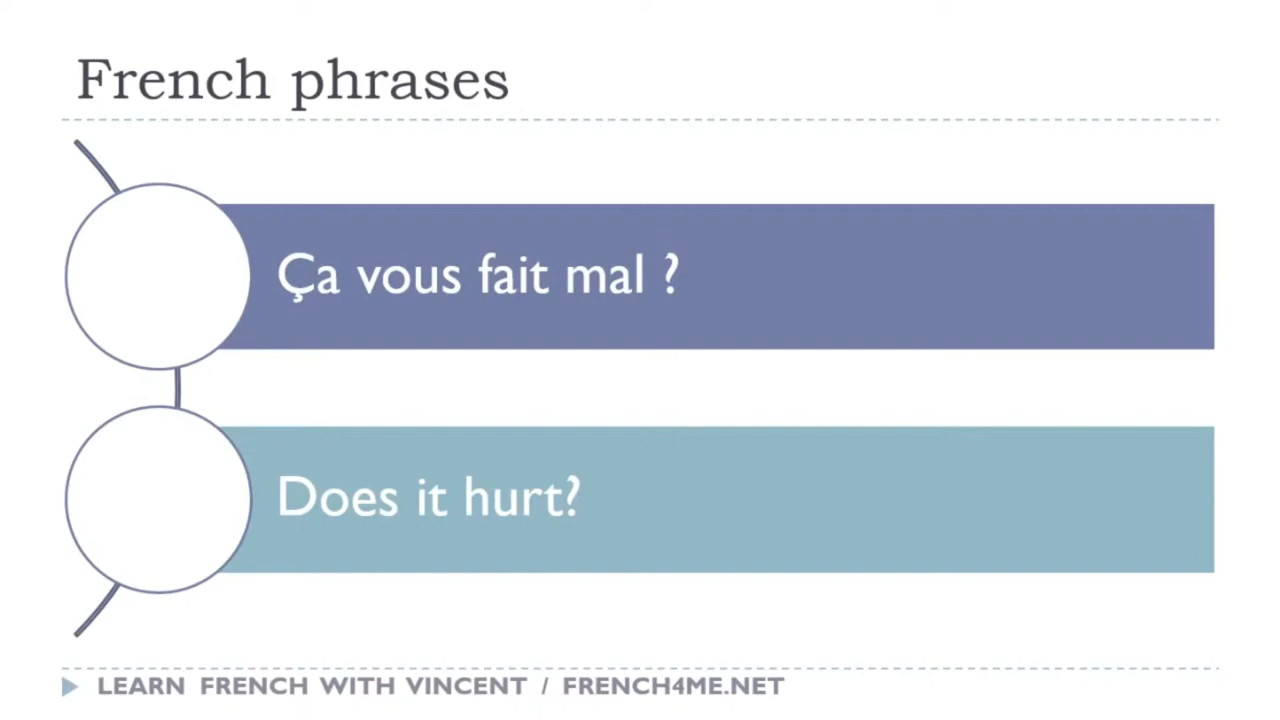 French phrases
Ça vous fait mal ?
Does it hurt?
LEARN FRENCH WITH VINCENT / FRENCH4ME.NET